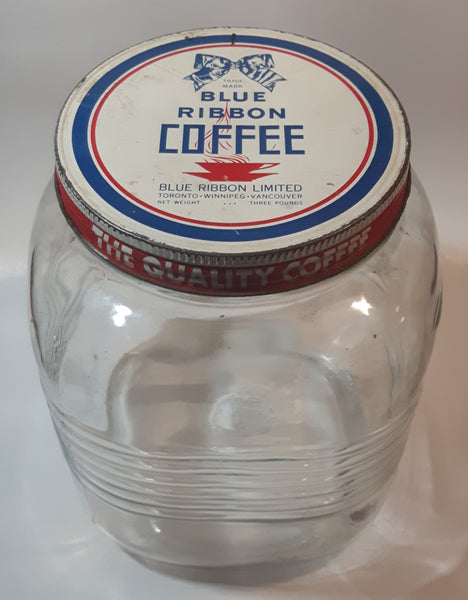 TRADE
MARK
BLUE
RIBBON
COFFEE
BLUE RIBBON LIMITED
TORONTO-WINNIPEG-VANCOUVER
NET WEIGHT ... THREE POUNDS
THE QUALITY COFFEE